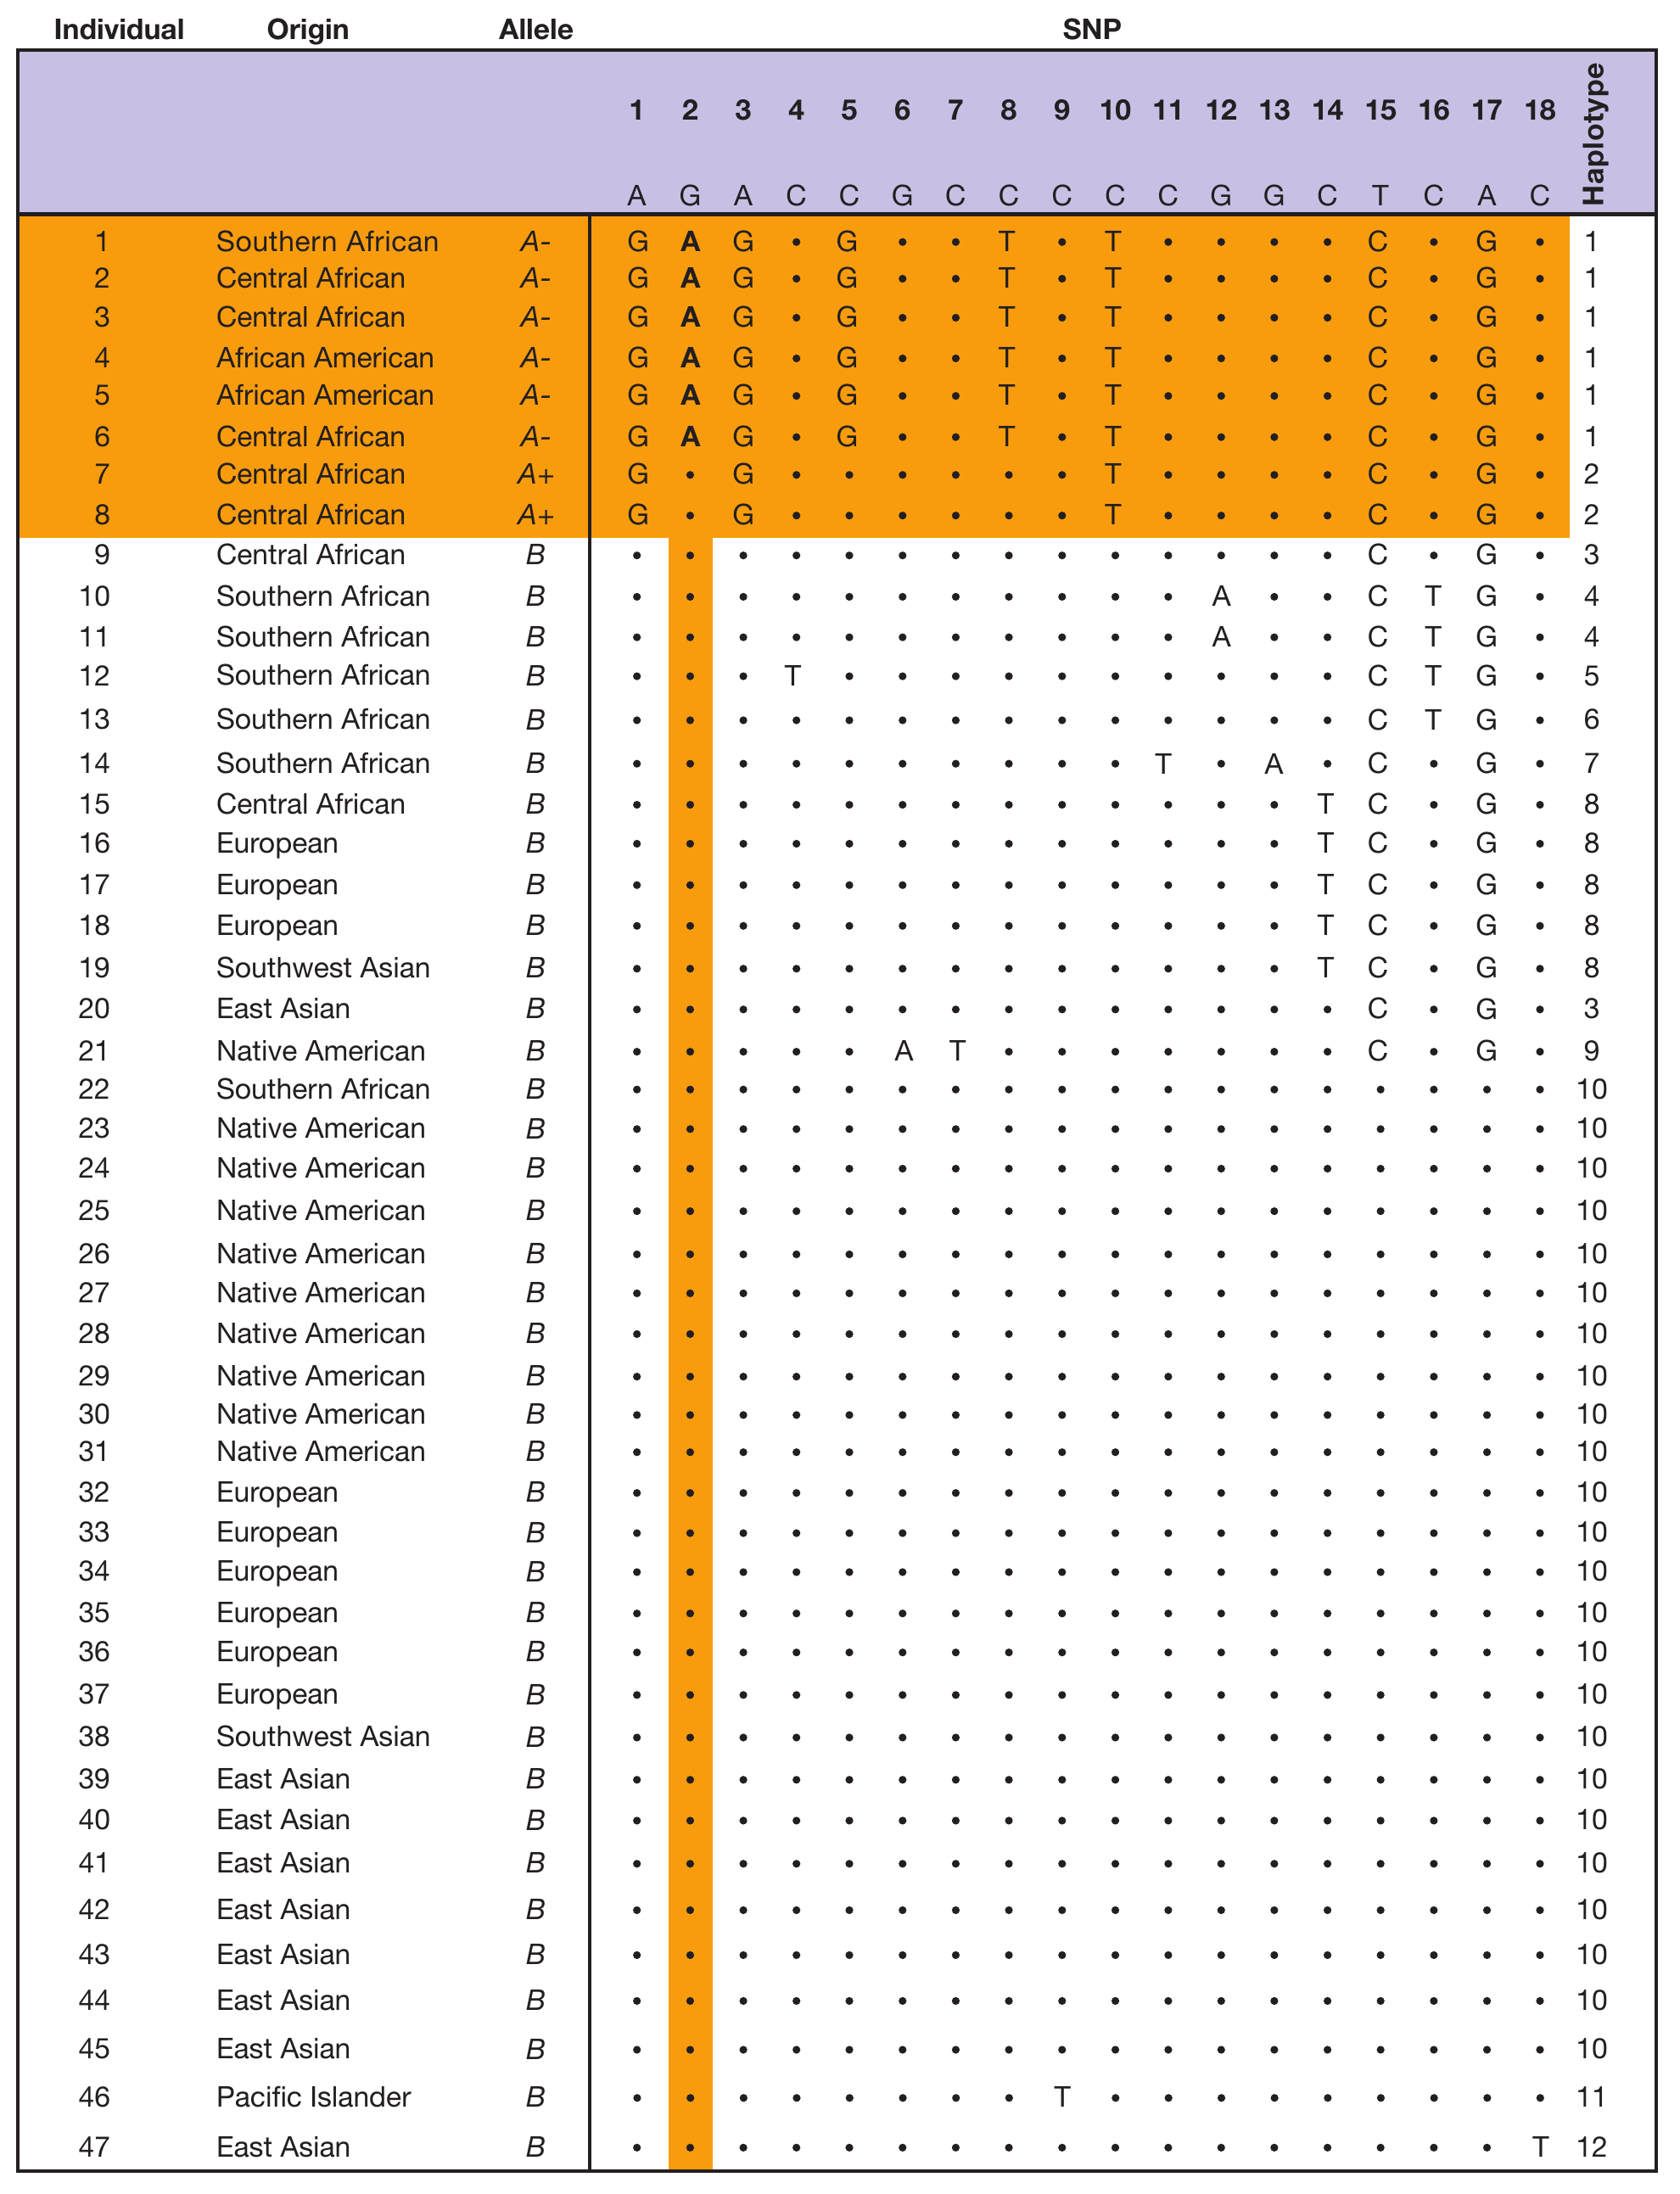 Individual Origin Allele SNP
1 2 3 4 5 6 7 8 9 10 11 12 13 14 15 16 17 18 Haplotype
A G A C C G C C C C C G G C T C A C
1 Southern African A- G A G • G • • T • T • • • • C • G • 1
2 Central African A- G A G • G • • T • T • • • • C • G • 1
3 Central African A- G A G • G • • T • T • • • • C • G • 1
4 African American A- G A G • G • • T • T • • • • C • G • 1
5 African American A- G A G • G • • T • T • • • • C • G • 1
6 Central African A- G A G • G • • T • T • • • • C • G • 1
7 Central African A+ G • G • • • • • • T • • • • C • G • 2
8 Central African A+ G • G • • • • • • T • • • • C • G • 2
9 Central African B • • • • • • • • • • • • • • C • G • 3
10 Southern African B • • • • • • • • • • • A • • C T G • 4
11 Southern African B • • • • • • • • • • • A • • C T G • 4
12 Southern African B • • • T • • • • • • • • • • C T G • 5
13 Southern African B • • • • • • • • • • • • • • C T G • 6
14 Southern African B • • • • • • • • • • T • A • C • G • 7
15 Central African B • • • • • • • • • • • • • T C • G • 8
16 European B • • • • • • • • • • • • • T C • G • 8
17 European B • • • • • • • • • • • • • T C • G • 8
18 European B • • • • • • • • • • • • • T C • G • 8
19 Southwest Asian B • • • • • • • • • • • • • T C • G • 8
20 East Asian B • • • • • • • • • • • • • • C • G • 3
21 Native American B • • • • • A T • • • • • • • C • G • 9
22 Southern African B • • • • • • • • • • • • • • • • • • 10
23 Native American B • • • • • • • • • • • • • • • • • • 10
24 Native American B • • • • • • • • • • • • • • • • • • 10
25 Native American B • • • • • • • • • • • • • • • • • • 10
26 Native American B • • • • • • • • • • • • • • • • • • 10
27 Native American B • • • • • • • • • • • • • • • • • • 10
28 Native American B • • • • • • • • • • • • • • • • • • 10
29 Native American B • • • • • • • • • • • • • • • • • • 10
30 Native American B • • • • • • • • • • • • • • • • • • 10
31 Native American B • • • • • • • • • • • • • • • • • • 10
32 European B • • • • • • • • • • • • • • • • • • 10
33 European B • • • • • • • • • • • • • • • • • • 10
34 European B • • • • • • • • • • • • • • • • • • 10
35 European B • • • • • • • • • • • • • • • • • • 10
36 European B • • • • • • • • • • • • • • • • • • 10
37 European B • • • • • • • • • • • • • • • • • • 10
38 Southwest Asian B • • • • • • • • • • • • • • • • • • 10
39 East Asian B • • • • • • • • • • • • • • • • • • 10
40 East Asian B • • • • • • • • • • • • • • • • • • 10
41 East Asian B • • • • • • • • • • • • • • • • • • 10
42 East Asian B • • • • • • • • • • • • • • • • • • 10
43 East Asian B • • • • • • • • • • • • • • • • • • 10
44 East Asian B • • • • • • • • • • • • • • • • • • 10
45 East Asian B • • • • • • • • • • • • • • • • • • 10
46 Pacific Islander B • • • • • • • • T • • • • • • • • • 11
47 East Asian B • • • • • • • • • • • • • • • • • T 12